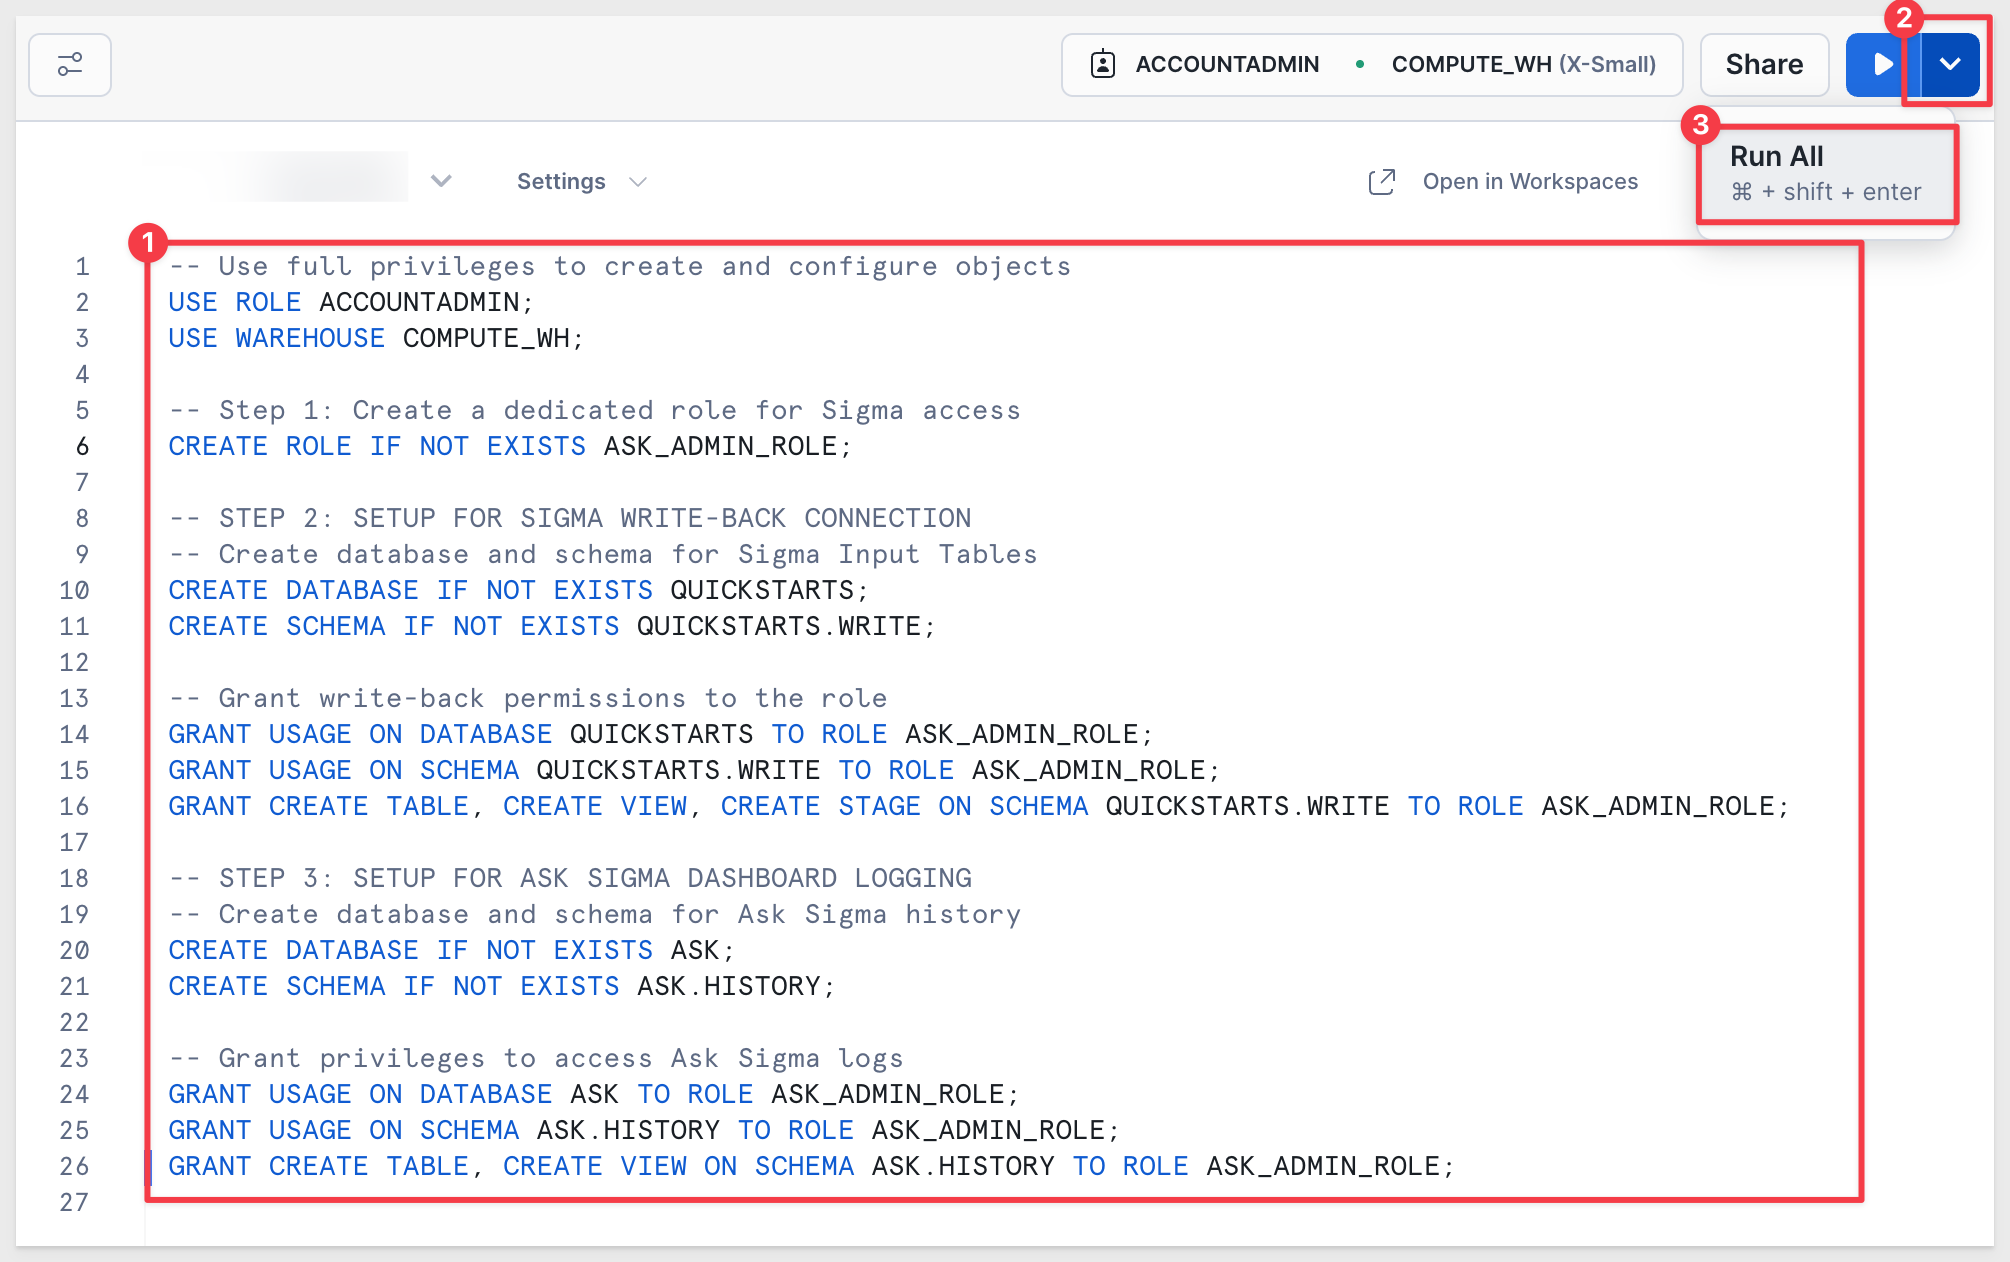 2
ACCOUNTADMIN • COMPUTE_WH (X-Small)
Share
3
Run All
⌘ + shift + enter
Settings
Open in Workspaces
1
1 -- Use full privileges to create and configure objects
2 USE ROLE ACCOUNTADMIN;
3 USE WAREHOUSE COMPUTE_WH;
4
5 -- Step 1: Create a dedicated role for Sigma access
6 CREATE ROLE IF NOT EXISTS ASK_ADMIN_ROLE;
7
8 -- STEP 2: SETUP FOR SIGMA WRITE-BACK CONNECTION
9 -- Create database and schema for Sigma Input Tables
10 CREATE DATABASE IF NOT EXISTS QUICKSTARTS;
11 CREATE SCHEMA IF NOT EXISTS QUICKSTARTS.WRITE;
12
13 -- Grant write-back permissions to the role
14 GRANT USAGE ON DATABASE QUICKSTARTS TO ROLE ASK_ADMIN_ROLE;
15 GRANT USAGE ON SCHEMA QUICKSTARTS.WRITE TO ROLE ASK_ADMIN_ROLE;
16 GRANT CREATE TABLE, CREATE VIEW, CREATE STAGE ON SCHEMA QUICKSTARTS.WRITE TO ROLE ASK_ADMIN_ROLE;
17
18 -- STEP 3: SETUP FOR ASK SIGMA DASHBOARD LOGGING
19 -- Create database and schema for Ask Sigma history
20 CREATE DATABASE IF NOT EXISTS ASK;
21 CREATE SCHEMA IF NOT EXISTS ASK.HISTORY;
22
23 -- Grant privileges to access Ask Sigma logs
24 GRANT USAGE ON DATABASE ASK TO ROLE ASK_ADMIN_ROLE;
25 GRANT USAGE ON SCHEMA ASK.HISTORY TO ROLE ASK_ADMIN_ROLE;
26 GRANT CREATE TABLE, CREATE VIEW ON SCHEMA ASK.HISTORY TO ROLE ASK_ADMIN_ROLE;
27